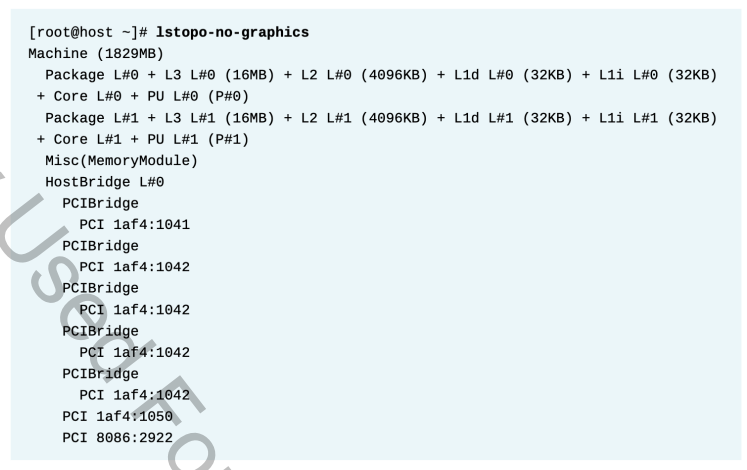 [root@host ~]# lstopo-no-graphics
Machine (1829MB)
  Package L#0 + L3 L#0 (16MB) + L2 L#0 (4096KB) + L1d L#0 (32KB) + L1i L#0 (32KB)
 + Core L#0 + PU L#0 (P#0)
  Package L#1 + L3 L#1 (16MB) + L2 L#1 (4096KB) + L1d L#1 (32KB) + L1i L#1 (32KB)
 + Core L#1 + PU L#1 (P#1)
  Misc(MemoryModule)
  HostBridge L#0
    PCIBridge
      PCI 1af4:1041
    PCIBridge
      PCI 1af4:1042
    PCIBridge
      PCI 1af4:1042
    PCIBridge
      PCI 1af4:1042
    PCIBridge
      PCI 1af4:1042
    PCI 1af4:1050
    PCI 8086:2922
Used Fo